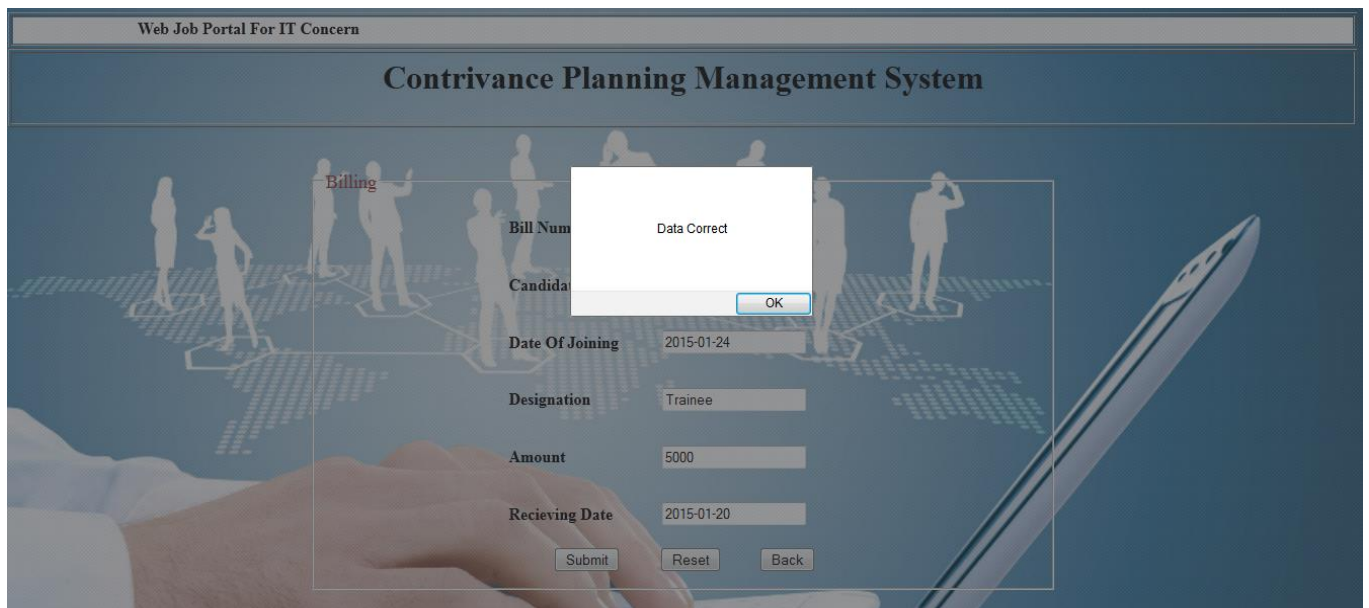 Web Job Portal For IT Concern
Contrivance Planning Management System
Billing
Bill Num
Data Correct
Candida
OK
Date Of Joining 2015-01-24
Designation Trainee
Amount 5000
Recieving Date 2015-01-20
Submit Reset Back